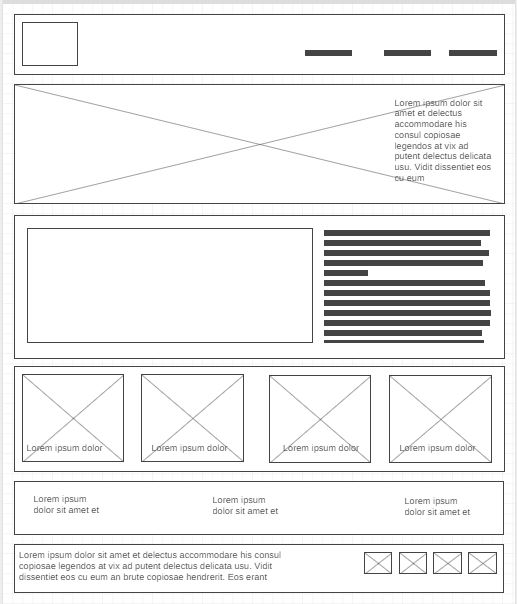 Lorem ipsum dolor sit
amet et delectus
accommodare his
consul copiosae
legendos at vix ad
putent delectus delicata
usu. Vidit dissentiet eos
cu eum
Lorem ipsum dolor
Lorem ipsum dolor
Lorem ipsum dolor
Lorem ipsum dolor
Lorem ipsum
dolor sit amet et
Lorem ipsum
dolor sit amet et
Lorem ipsum
dolor sit amet et
Lorem ipsum dolor sit amet et delectus accommodare his consul
copiosae legendos at vix ad putent delectus delicata usu. Vidit
dissentiet eos cu eum an brute copiosae hendrerit. Eos erant